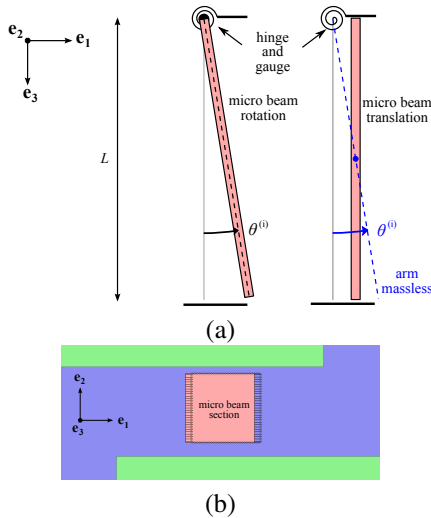 e₂
e₁
e₃
hinge
and
gauge
micro beam
rotation
micro beam
translation
L
θ⁽ⁱ⁾
θ⁽ⁱ⁾
arm
massless
(a)
e₂
e₃
e₁
micro beam
section
(b)